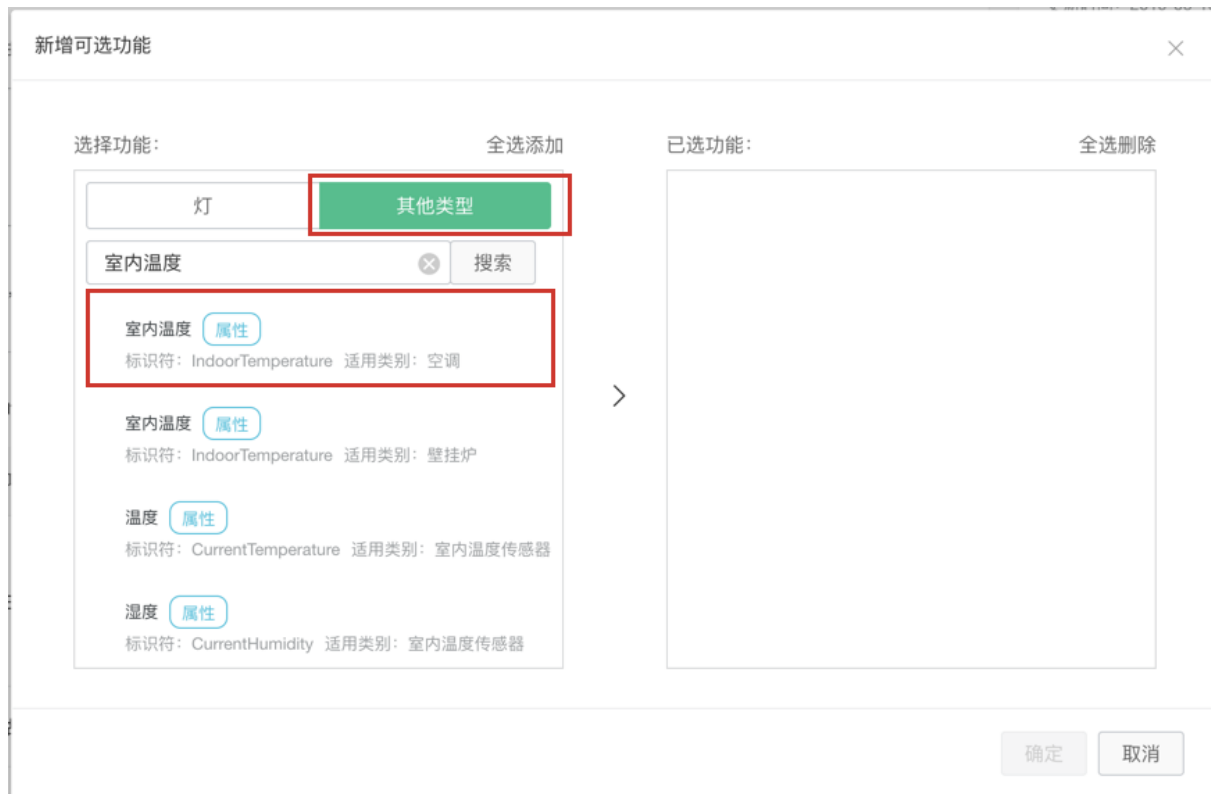 新增可选功能
选择功能： 全选添加 已选功能： 全选删除
灯 其他类型
室内温度 搜索
室内温度 属性
标识符：IndoorTemperature 适用类别：空调
室内温度 属性
标识符：IndoorTemperature 适用类别：壁挂炉
温度 属性
标识符：CurrentTemperature 适用类别：室内温度传感器
湿度 属性
标识符：CurrentHumidity 适用类别：室内温度传感器
确定 取消